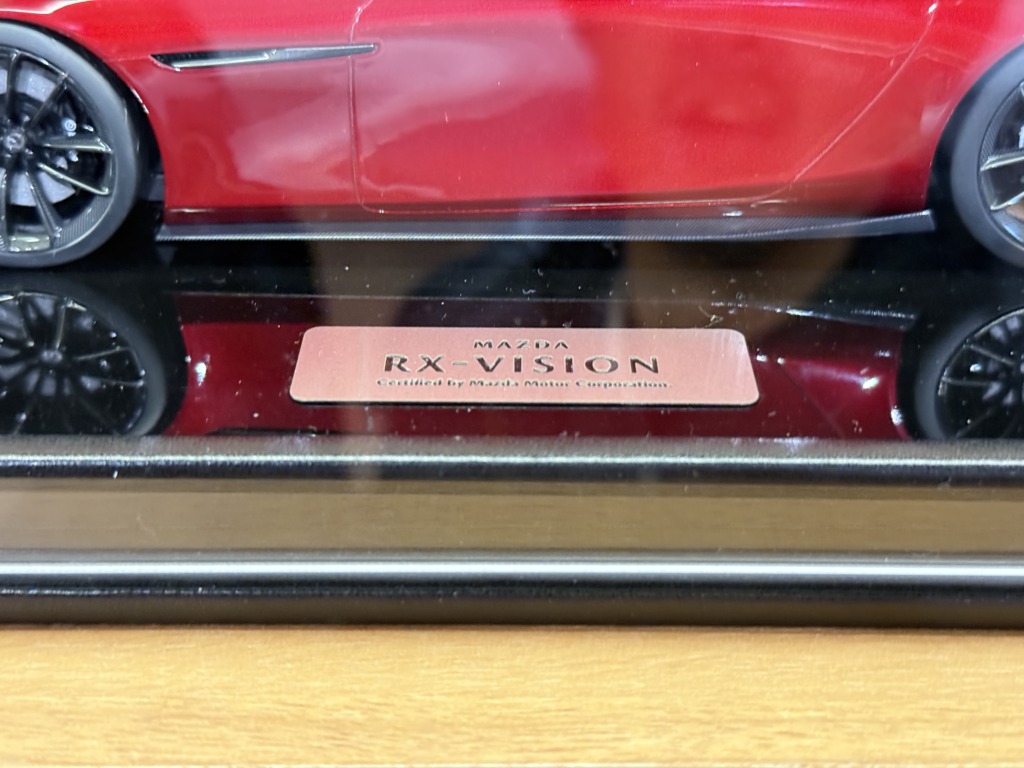 MAZDA
RX-VISION
Certified by Mazda Motor Corporation.